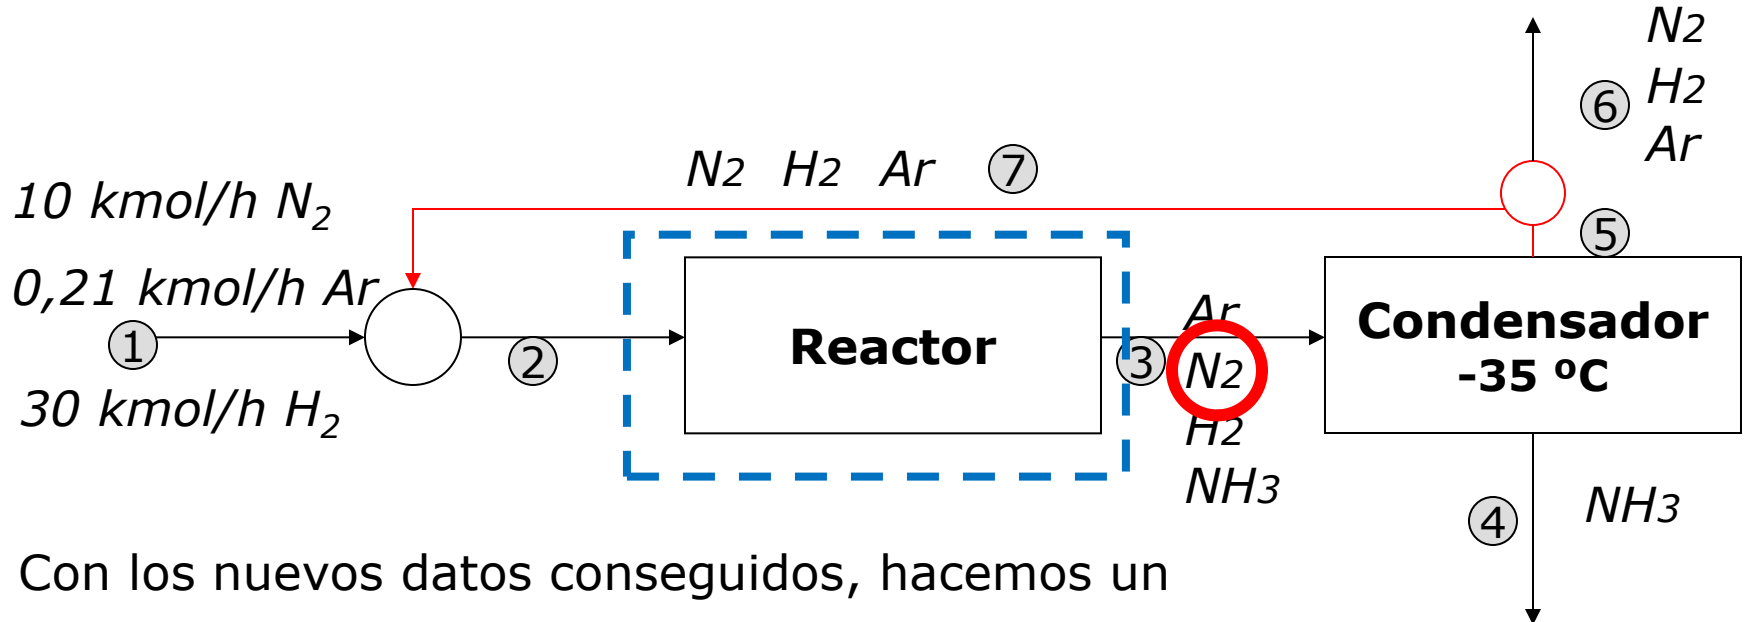 N2
H2
6
Ar
N2 H2 Ar 7
10 kmol/h N₂
5
0,21 kmol/h Ar
1
30 kmol/h H₂
2
Reactor
3
Ar
N2
H2
NH3
Condensador
-35 ºC
4
NH3
Con los nuevos datos conseguidos, hacemos un